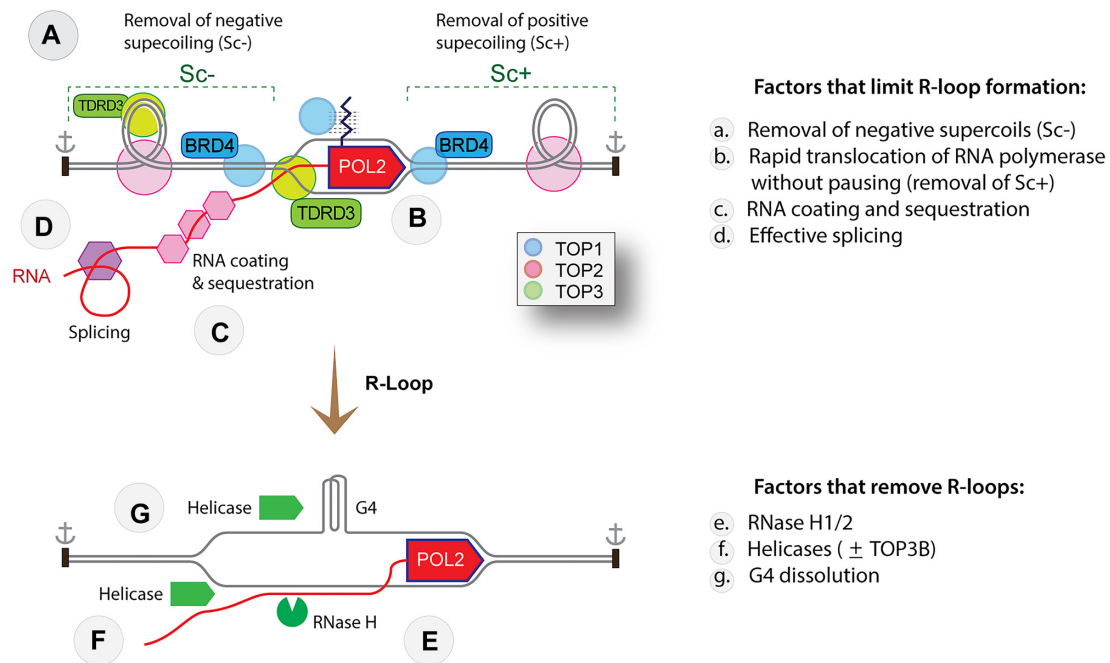 A
Removal of negative
supecoiling (Sc-)
Removal of positive
supecoiling (Sc+)
Sc-
Sc+
TDRD3
BRD4
POL2
BRD4
TDRD3
B
D
RNA
RNA coating
& sequestration
Splicing
C
TOP1
TOP2
TOP3
Factors that limit R-loop formation:
a. Removal of negative supercoils (Sc-)
b. Rapid translocation of RNA polymerase
without pausing (removal of Sc+)
c. RNA coating and sequestration
d. Effective splicing
R-Loop
G
Helicase
G4
POL2
Helicase
RNase H
F
E
Factors that remove R-loops:
e. RNase H1/2
f. Helicases ( ± TOP3B)
g. G4 dissolution